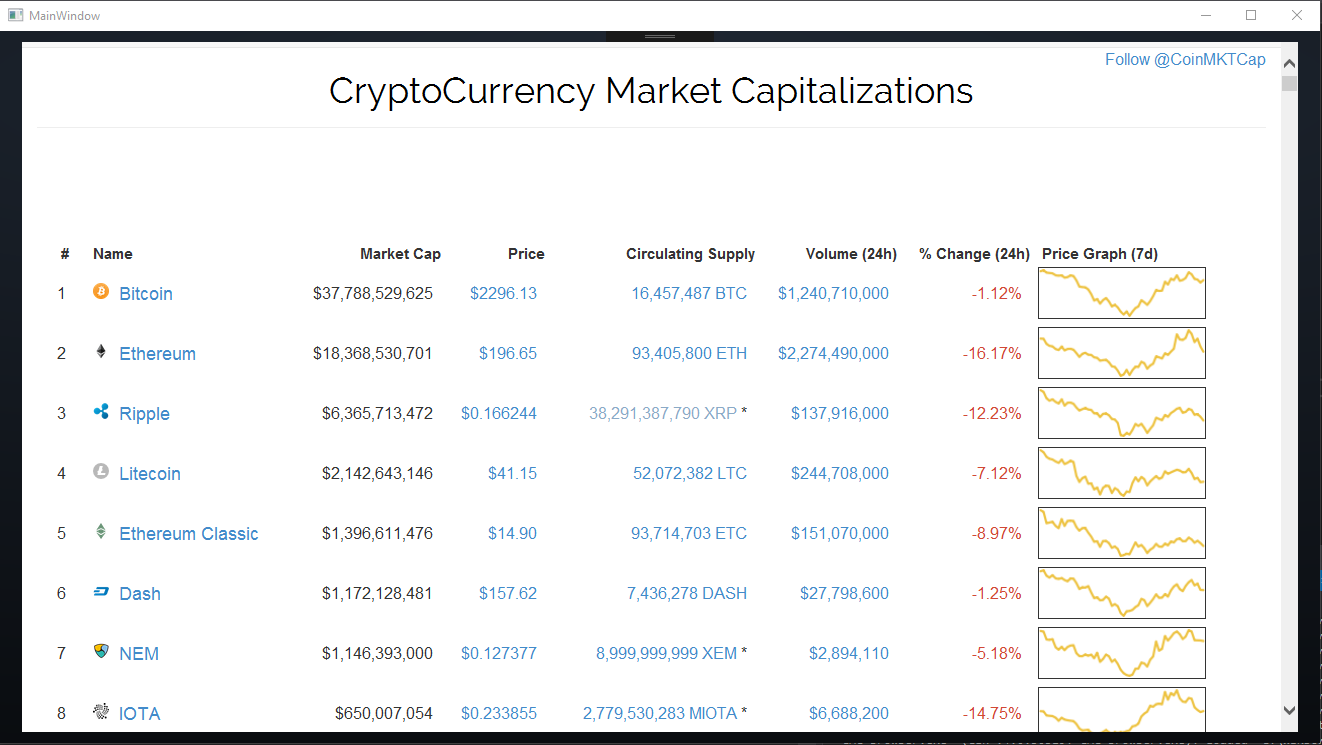 MainWindow
Follow @CoinMKTCap
CryptoCurrency Market Capitalizations
# Name Market Cap Price Circulating Supply Volume (24h) % Change (24h) Price Graph (7d)
1 Bitcoin $37,788,529,625 $2296.13 16,457,487 BTC $1,240,710,000 -1.12%
2 Ethereum $18,368,530,701 $196.65 93,405,800 ETH $2,274,490,000 -16.17%
3 Ripple $6,365,713,472 $0.166244 38,291,387,790 XRP * $137,916,000 -12.23%
4 Litecoin $2,142,643,146 $41.15 52,072,382 LTC $244,708,000 -7.12%
5 Ethereum Classic $1,396,611,476 $14.90 93,714,703 ETC $151,070,000 -8.97%
6 Dash $1,172,128,481 $157.62 7,436,278 DASH $27,798,600 -1.25%
7 NEM $1,146,393,000 $0.127377 8,999,999,999 XEM * $2,894,110 -5.18%
8 IOTA $650,007,054 $0.233855 2,779,530,283 MIOTA * $6,688,200 -14.75%